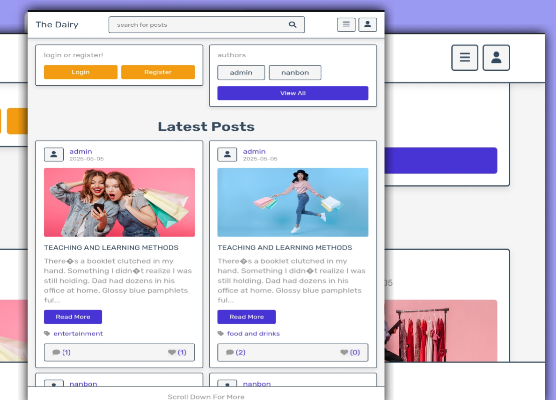 The Dairy
search for posts
login or register!
Login
Register
authors
admin
nanbon
View All
Latest Posts
admin
2025-05-05
TEACHING AND LEARNING METHODS
There�s a booklet clutched in my
hand. Something I didn�t realize I was
still holding. Dad had dozens in his
office at home. Glossy blue pamphlets
ful...
Read More
entertainment
(1)
(1)
admin
2025-05-05
TEACHING AND LEARNING METHODS
There�s a booklet clutched in my
hand. Something I didn�t realize I was
still holding. Dad had dozens in his
office at home. Glossy blue pamphlets
ful...
Read More
food and drinks
(2)
(0)
nanbon
nanbon
Scroll Down For More
05